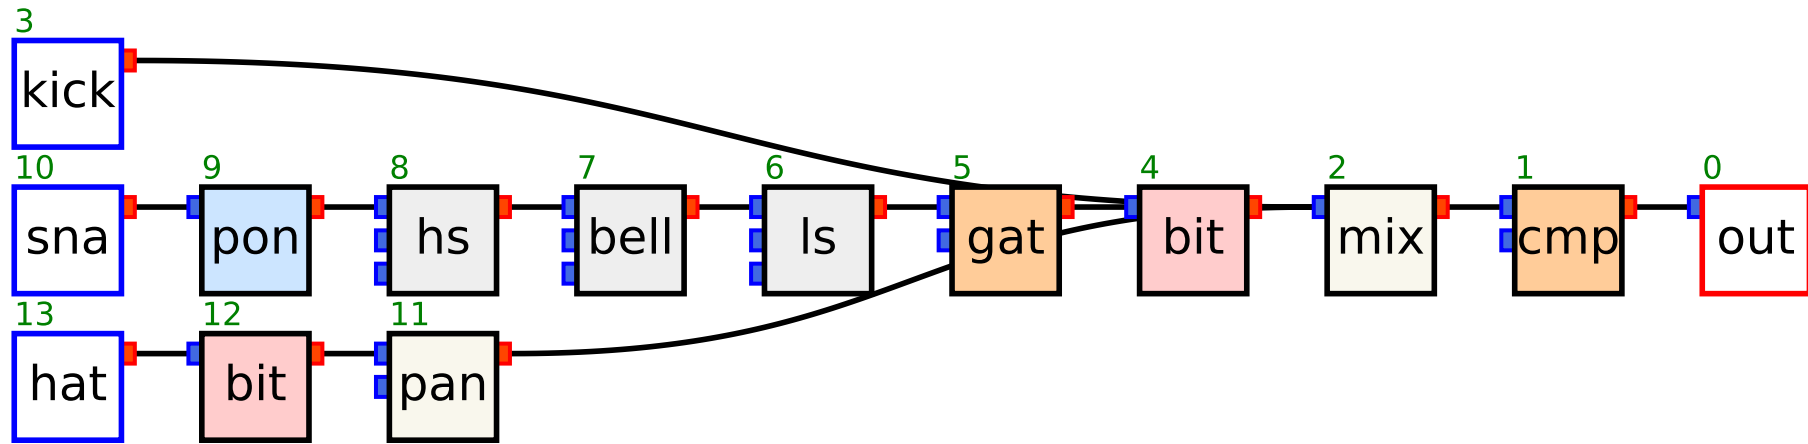 3
kick
10 9 8 7 6 5 4 2 1 0
sna pon hs bell ls gat bit mix cmp out
13 12 11
hat bit pan